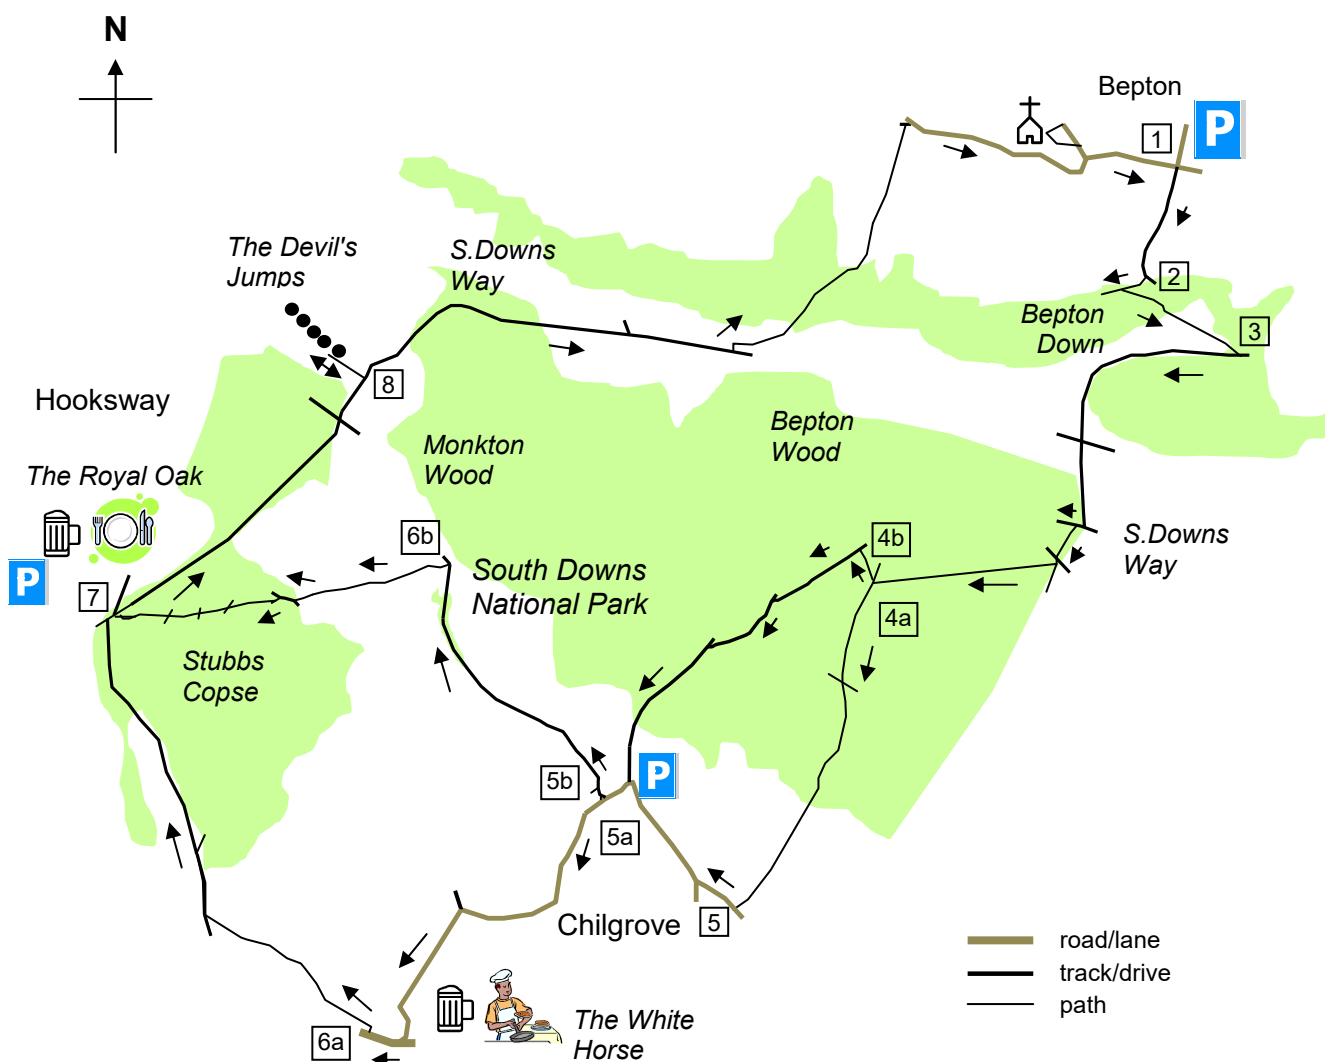 N
Bepton
1
P
The Devil's
Jumps
S.Downs
Way
2
Bepton
Down
3
8
Hooksway
Monkton
Wood
Bepton
Wood
The Royal Oak
6b
4b
S.Downs
Way
P
7
South Downs
National Park
4a
Stubbs
Copse
5b
P
5a
Chilgrove
5
road/lane
track/drive
path
6a
The White
Horse